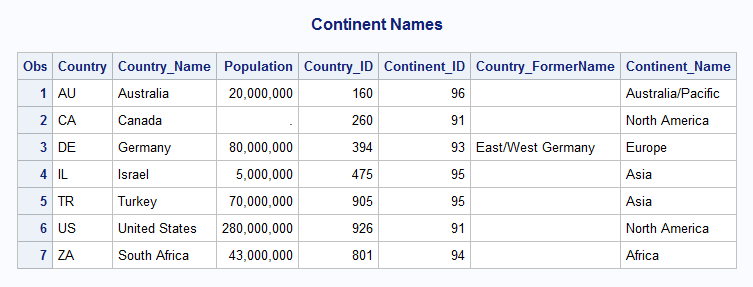 Continent Names
Obs Country Country_Name Population Country_ID Continent_ID Country_FormerName Continent_Name
1 AU Australia 20,000,000 160 96 Australia/Pacific
2 CA Canada . 260 91 North America
3 DE Germany 80,000,000 394 93 East/West Germany Europe
4 IL Israel 5,000,000 475 95 Asia
5 TR Turkey 70,000,000 905 95 Asia
6 US United States 280,000,000 926 91 North America
7 ZA South Africa 43,000,000 801 94 Africa